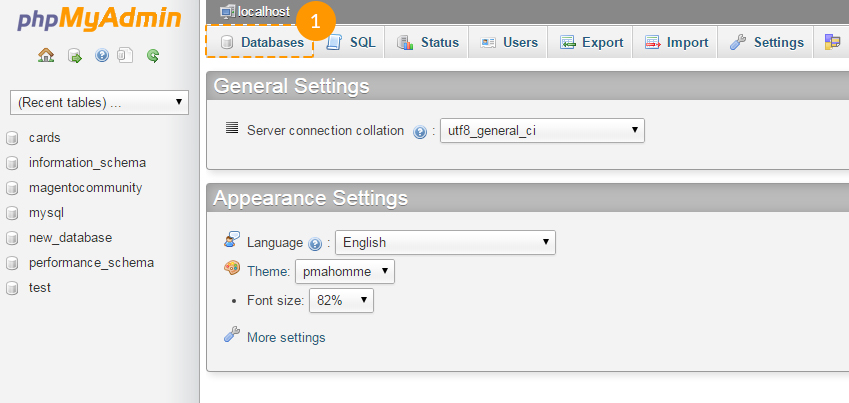 phpMyAdmin
(Recent tables) ...
cards
information_schema
magentocommunity
mysql
new_database
performance_schema
test
localhost
1
Databases SQL Status Users Export Import Settings
General Settings
Server connection collation : utf8_general_ci
Appearance Settings
Language : English
Theme: pmahomme
• Font size: 82%
More settings